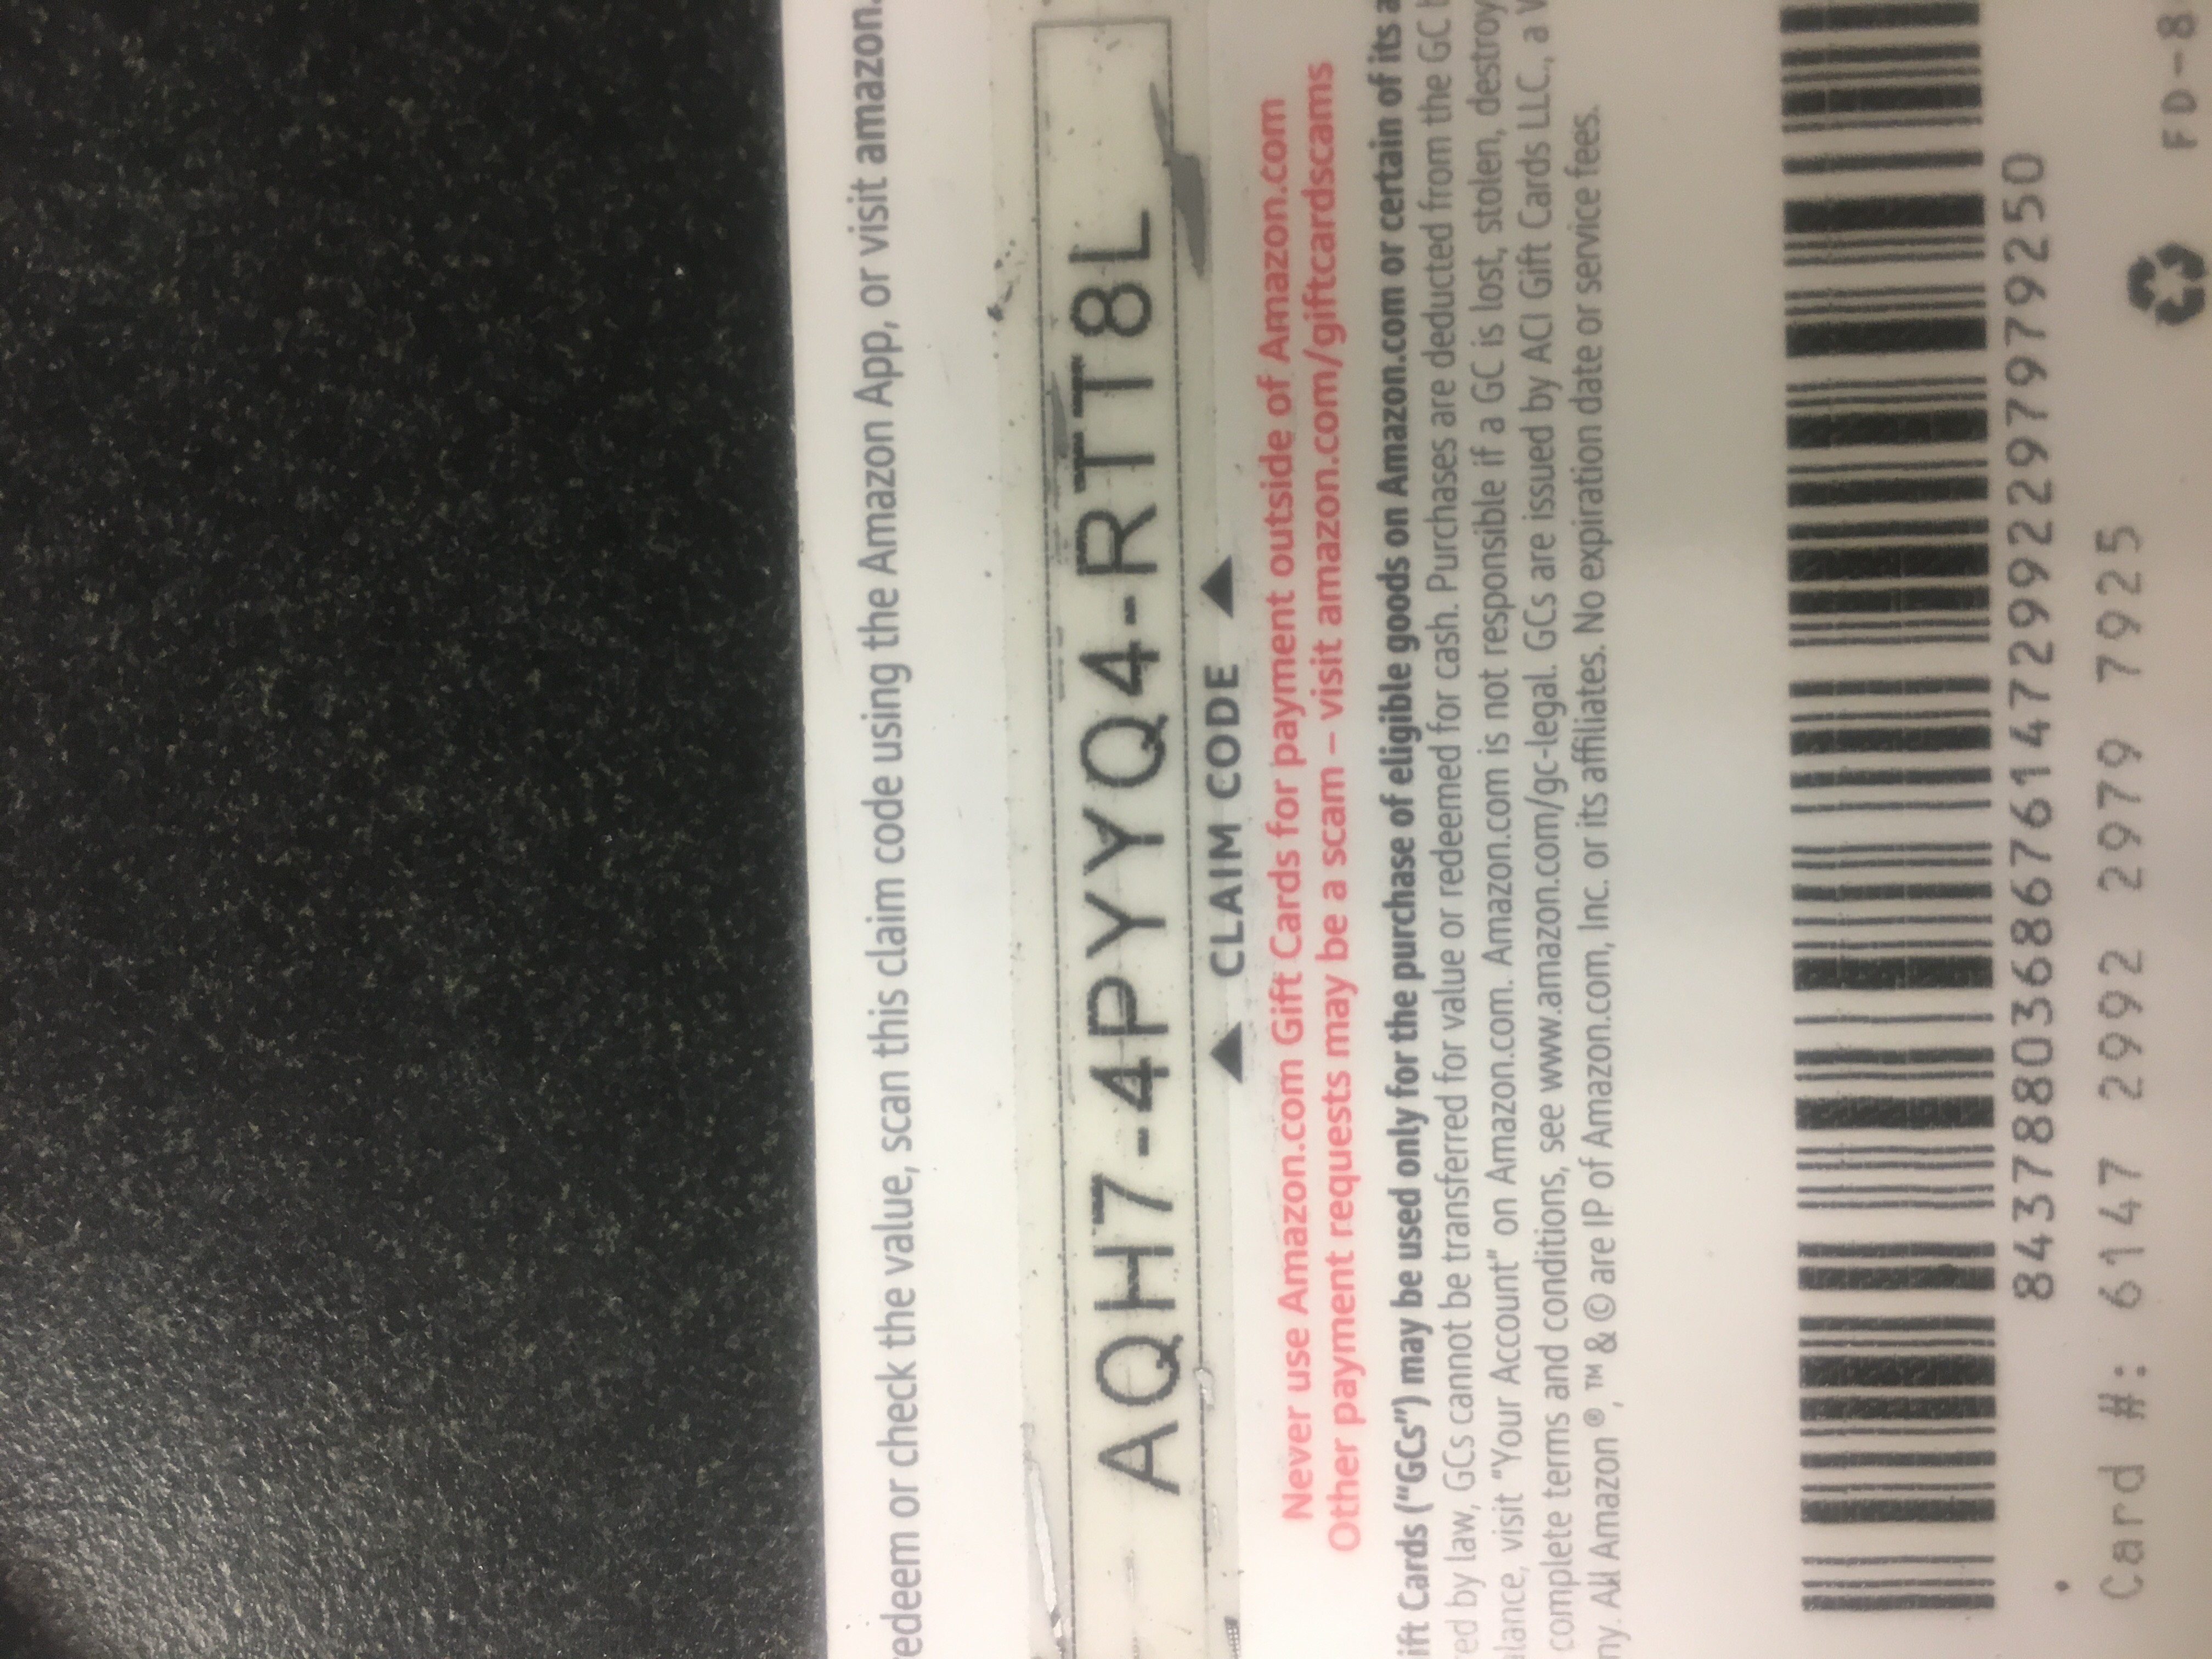 redeem or check the value, scan this claim code using the Amazon App, or visit amazon.
AQH7-4PYYQ4-RTT8L
▲ CLAIM CODE ▲
Never use Amazon.com Gift Cards for payment outside of Amazon.com
Other payment requests may be a scam – visit amazon.com/giftcardscams
ift Cards (“GCs”) may be used only for the purchase of eligible goods on Amazon.com or certain of its a
red by law, GCs cannot be transferred for value or redeemed for cash. Purchases are deducted from the GC b
alance, visit "Your Account" on Amazon.com. Amazon.com is not responsible if a GC is lost, stolen, destroy
complete terms and conditions, see www.amazon.com/gc-legal. GCs are issued by ACI Gift Cards LLC., a W
ny. All Amazon ®, ™ & © are IP of Amazon.com, Inc. or its affiliates. No expiration date or service fees.
84378803686761472992297979250
Card #: 6147 2992 2979 7925
FD-8